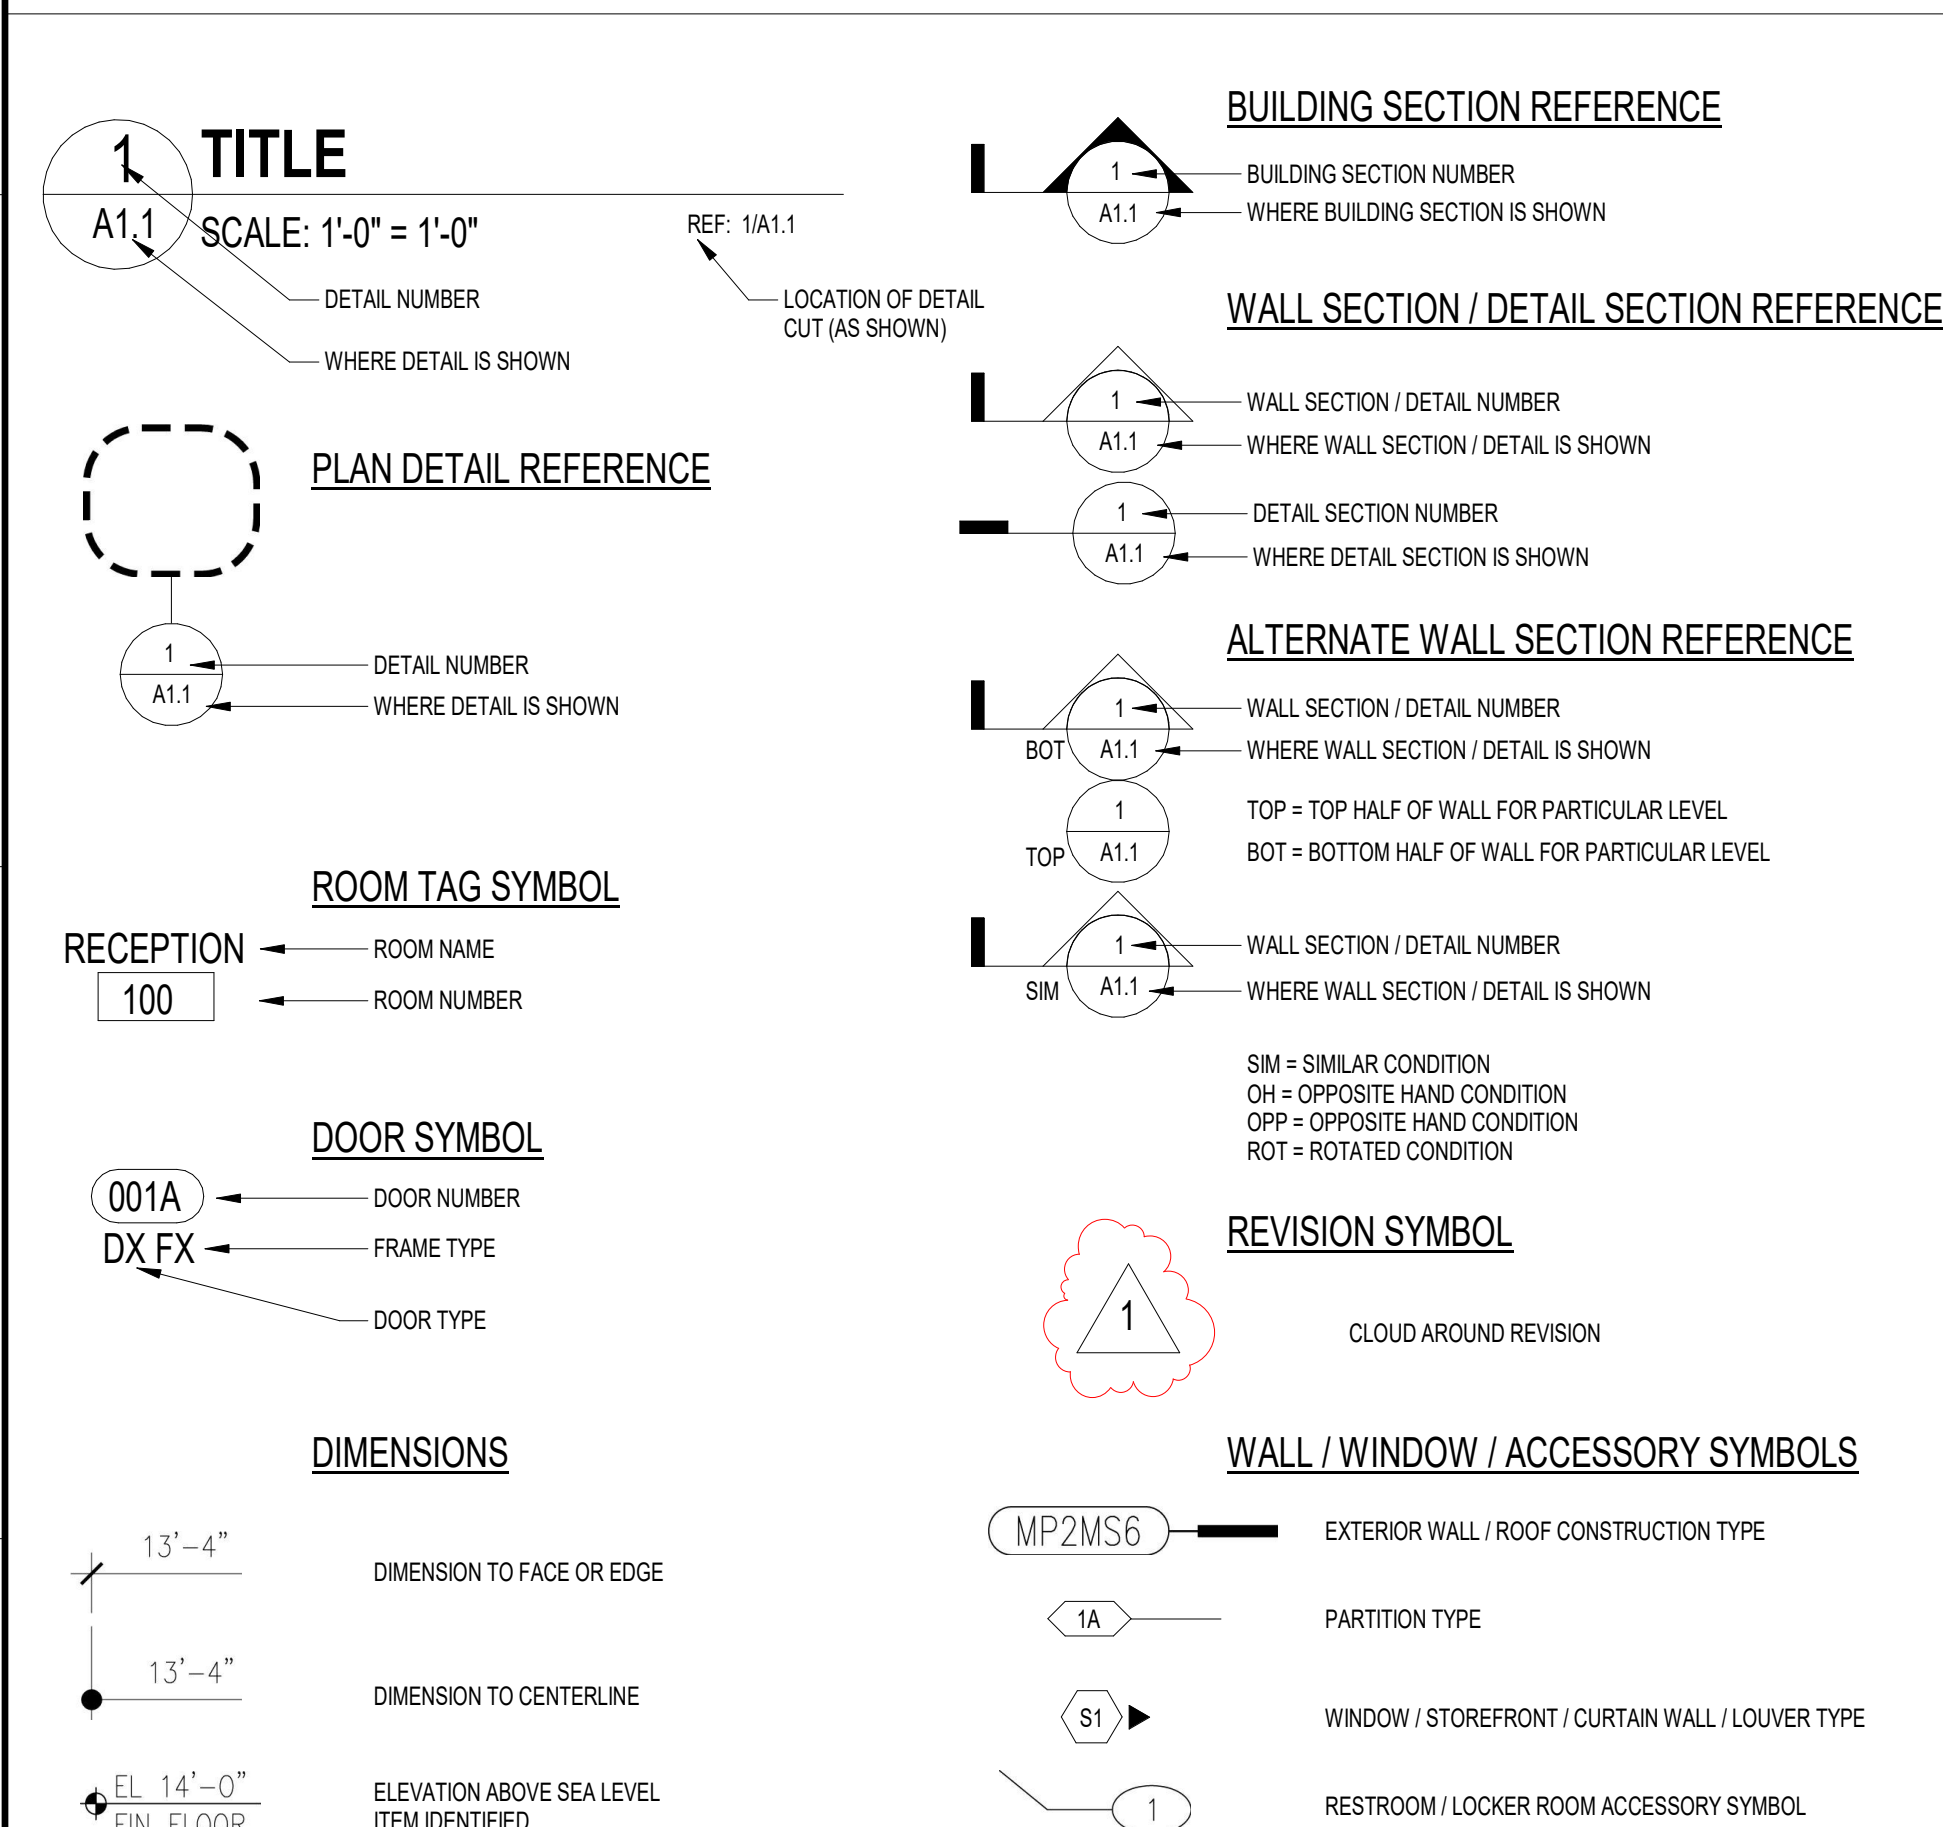 1
TITLE
A1.1
SCALE: 1'-0" = 1'-0"
REF: 1/A1.1
DETAIL NUMBER
LOCATION OF DETAIL
CUT (AS SHOWN)
WHERE DETAIL IS SHOWN
PLAN DETAIL REFERENCE
1
DETAIL NUMBER
A1.1
WHERE DETAIL IS SHOWN
ROOM TAG SYMBOL
RECEPTION
ROOM NAME
100
ROOM NUMBER
DOOR SYMBOL
001A
DOOR NUMBER
DX FX
FRAME TYPE
DOOR TYPE
DIMENSIONS
13'-4"
DIMENSION TO FACE OR EDGE
13'-4"
DIMENSION TO CENTERLINE
EL 14'-0"
ELEVATION ABOVE SEA LEVEL
FIN FLOOR
ITEM IDENTIFIED
BUILDING SECTION REFERENCE
1
BUILDING SECTION NUMBER
A1.1
WHERE BUILDING SECTION IS SHOWN
WALL SECTION / DETAIL SECTION REFERENCE
1
WALL SECTION / DETAIL NUMBER
A1.1
WHERE WALL SECTION / DETAIL IS SHOWN
1
DETAIL SECTION NUMBER
A1.1
WHERE DETAIL SECTION IS SHOWN
ALTERNATE WALL SECTION REFERENCE
1
WALL SECTION / DETAIL NUMBER
BOT
A1.1
WHERE WALL SECTION / DETAIL IS SHOWN
1
TOP = TOP HALF OF WALL FOR PARTICULAR LEVEL
TOP
A1.1
BOT = BOTTOM HALF OF WALL FOR PARTICULAR LEVEL
1
WALL SECTION / DETAIL NUMBER
SIM
A1.1
WHERE WALL SECTION / DETAIL IS SHOWN
SIM = SIMILAR CONDITION
OH = OPPOSITE HAND CONDITION
OPP = OPPOSITE HAND CONDITION
ROT = ROTATED CONDITION
REVISION SYMBOL
1
CLOUD AROUND REVISION
WALL / WINDOW / ACCESSORY SYMBOLS
MP2MS6
EXTERIOR WALL / ROOF CONSTRUCTION TYPE
1A
PARTITION TYPE
S1
WINDOW / STOREFRONT / CURTAIN WALL / LOUVER TYPE
1
RESTROOM / LOCKER ROOM ACCESSORY SYMBOL